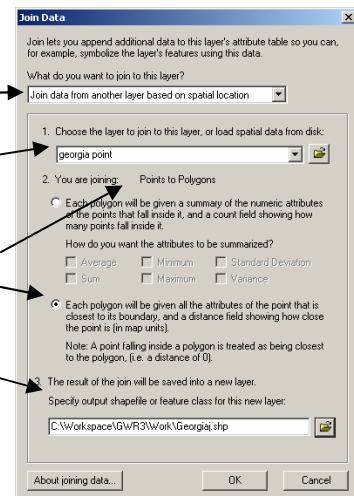 Join Data
Join lets you append additional data to this layer's attribute table so you can,
for example, symbolize the layer's features using this data.
What do you want to join to this layer?
Join data from another layer based on spatial location
1. Choose the layer to join to this layer, or load spatial data from disk:
georgia point
2. You are joining: Points to Polygons
Each polygon will be given a summary of the numeric attributes
of the points that fall inside it, and a count field showing how
many points fall inside it.
How do you want the attributes to be summarized?
Average Minimum Standard Deviation
Sum Maximum Variance
Each polygon will be given all the attributes of the point that is
closest to its boundary, and a distance field showing how close
the point is (in map units).
Note: A point falling inside a polygon is treated as being closest
to the polygon, (i.e. a distance of 0).
3. The result of the join will be saved into a new layer.
Specify output shapefile or feature class for this new layer:
C:\Workspace\GWR3\Work\Georgiaj.shp
About joining data... OK Cancel